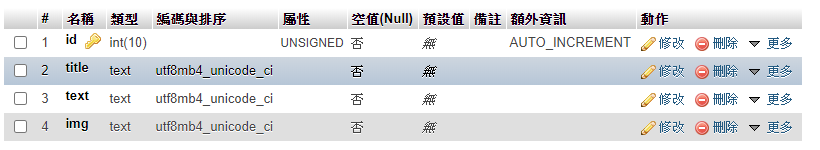 # 名稱 類型 編碼與排序 屬性 空值(Null) 預設值 備註 額外資訊 動作
1 id int(10) UNSIGNED 否 無 AUTO_INCREMENT 修改 刪除 更多
2 title text utf8mb4_unicode_ci 否 無 修改 刪除 更多
3 text text utf8mb4_unicode_ci 否 無 修改 刪除 更多
4 img text utf8mb4_unicode_ci 否 無 修改 刪除 更多